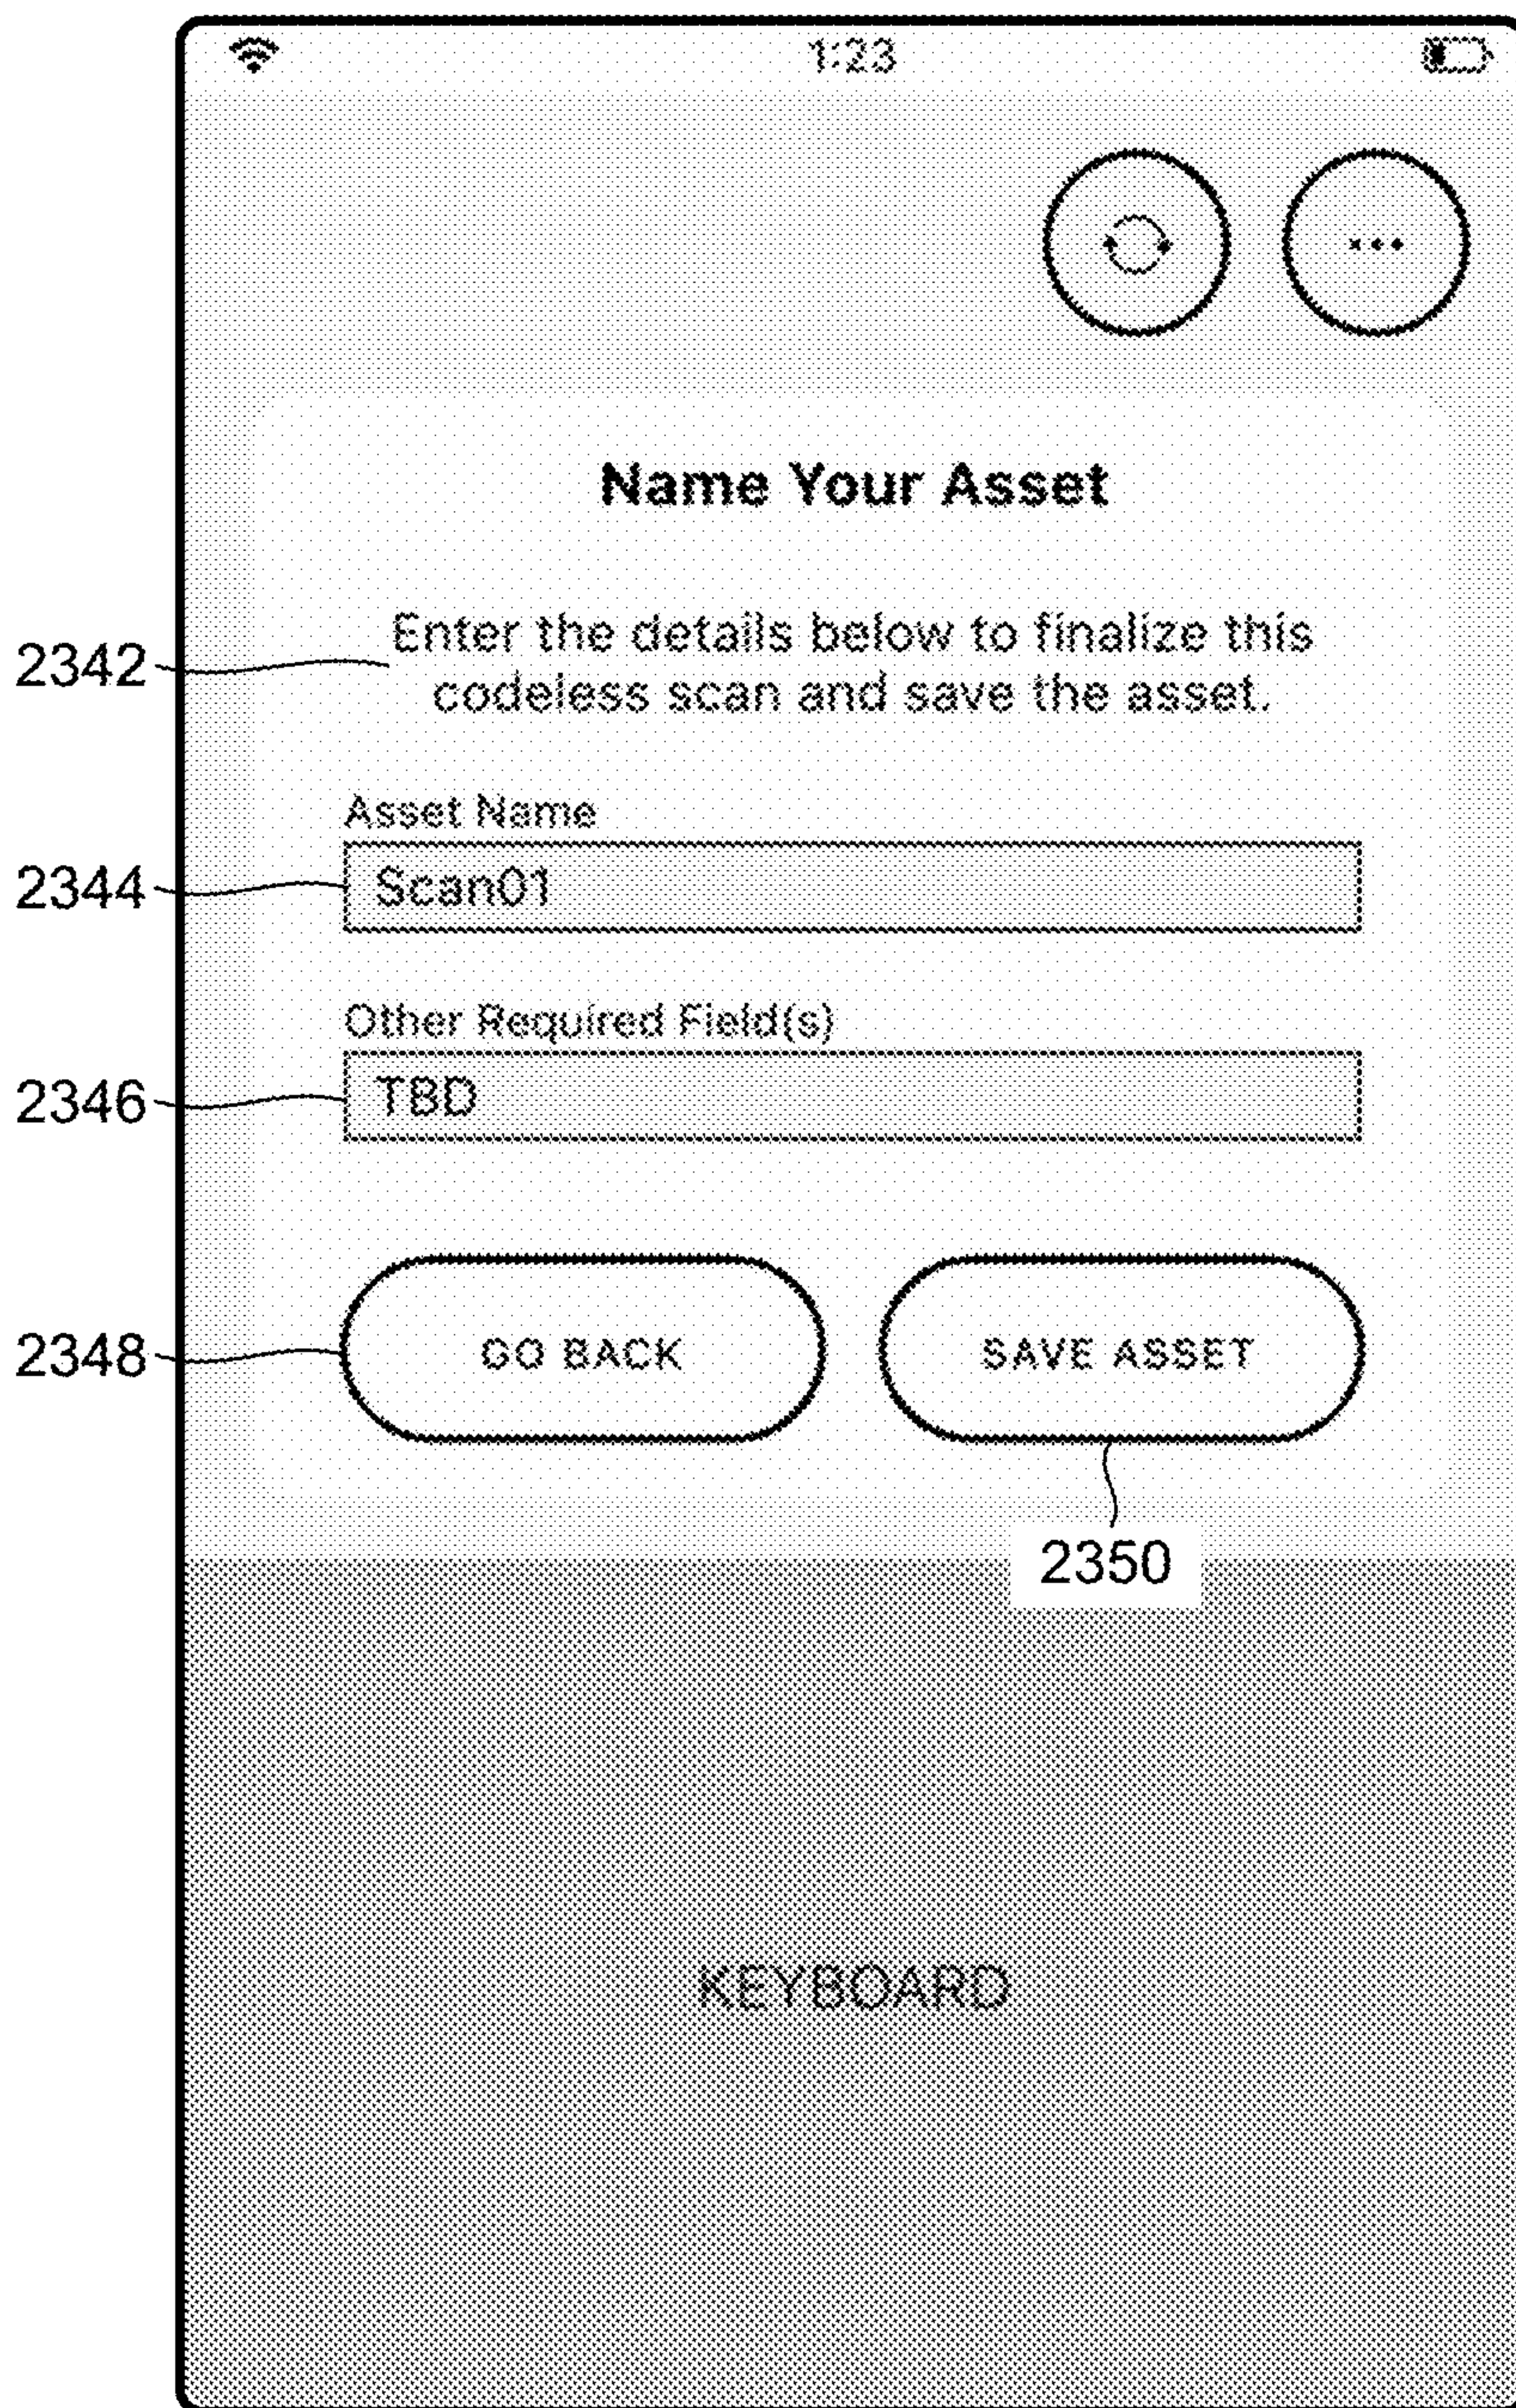 1:23
Name Your Asset
2342
Enter the details below to finalize this
codeless scan and save the asset.
Asset Name
2344
Scan01
Other Required Field(s)
2346
TBD
2348
GO BACK
SAVE ASSET
2350
KEYBOARD